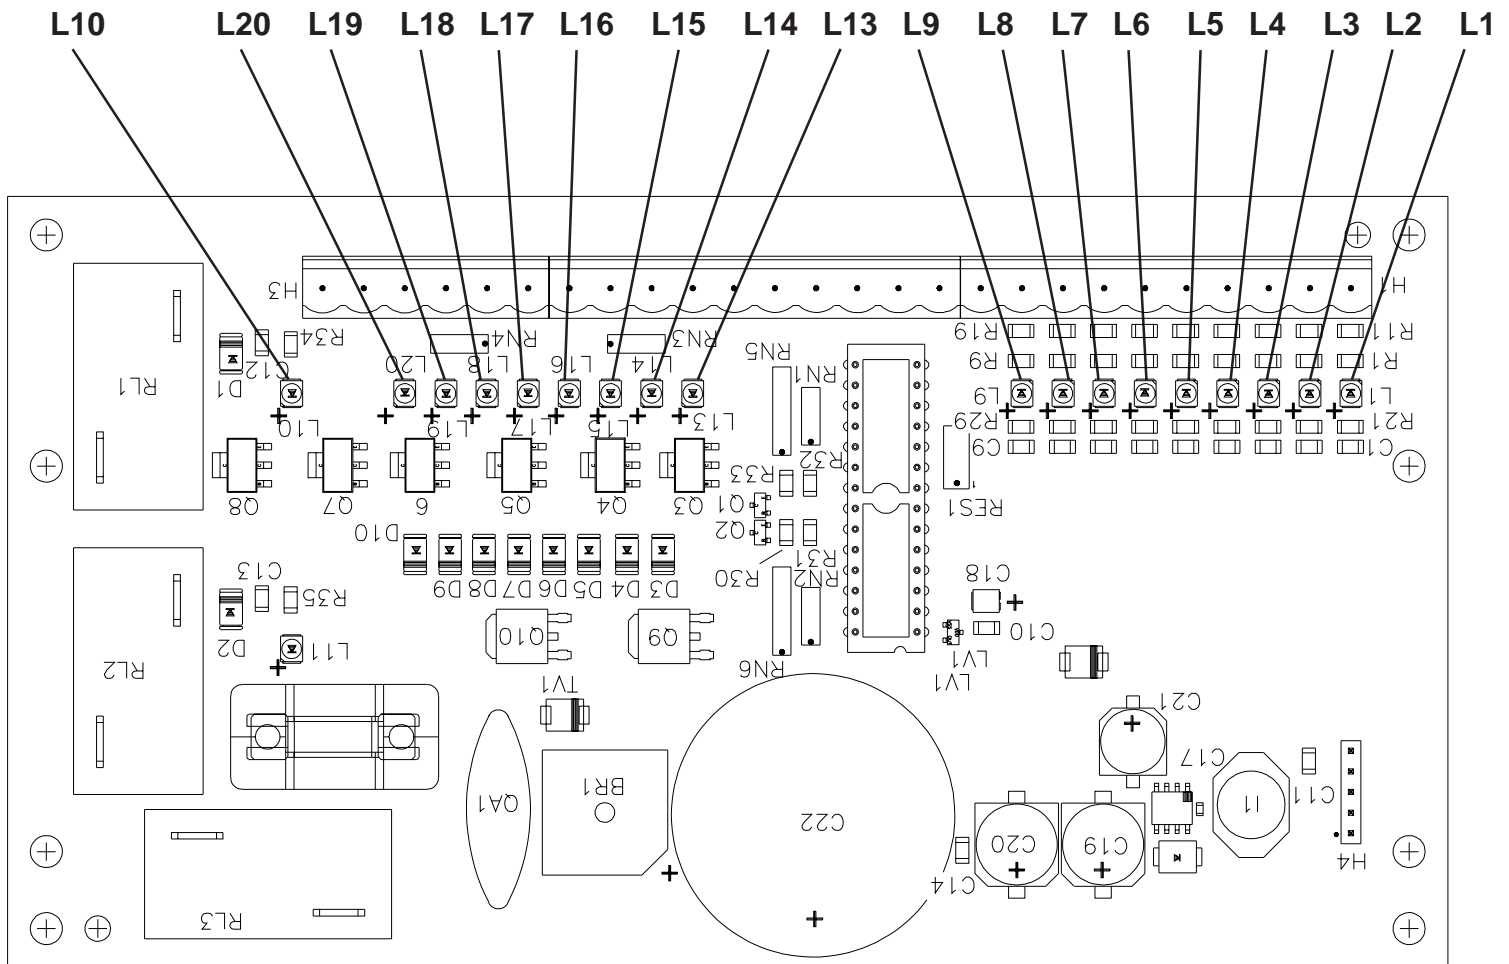 L10 L20 L19 L18 L17 L16 L15 L14 L13 L9 L8 L7 L6 L5 L4 L3 L2 L1
H3 H1
R34 RN4 RN3 R19 R11
C12 L20 L18 L16 L14 RN5 R9 R1
RL1 D1 RN1 L9 L1
L10 L19 L17 L15 L13 R29 R21
R32 C9 C1
R33
Q8 Q7 6 Q5 Q4 Q3 Q1 RES1
D10 Q2
R31
C13 D9 D8 D7 D6 D5 D4 D3 R30 RN2 C18
R35
D2 L11 Q10 Q9 C10
RL2 RN6 LV1
TV1 LV1
C21
C17
BR1
QA1 C22 I1 C11
C20 C19
H4
C14
RL3